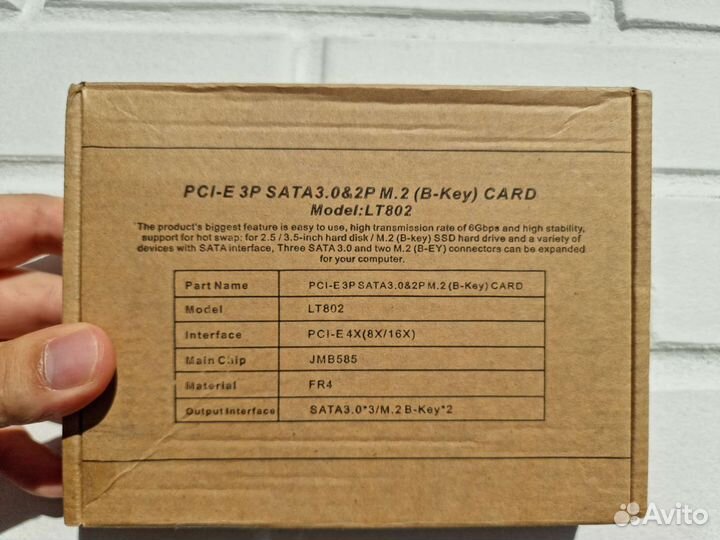 PCI-E 3P SATA3.0&2P M.2 (B-Key) CARD
Model:LT802
The product's biggest feature is easy to use, high transmission rate of 6Gbps and high stability,
support for hot swap: for 2.5 / 3.5-inch hard disk / M.2 (B-key) SSD hard drive and a variety of
devices with SATA interface, Three SATA 3.0 and two M.2 (B-EY) connectors can be expanded
for your computer.
Part Name PCI-E 3P SATA3.0&2P M.2 (B-Key) CARD
Model LT802
Interface PCI-E 4X(8X/16X)
Main Chip JMB585
Material FR4
Output Interface SATA3.0*3/M.2 B-Key*2
Avito